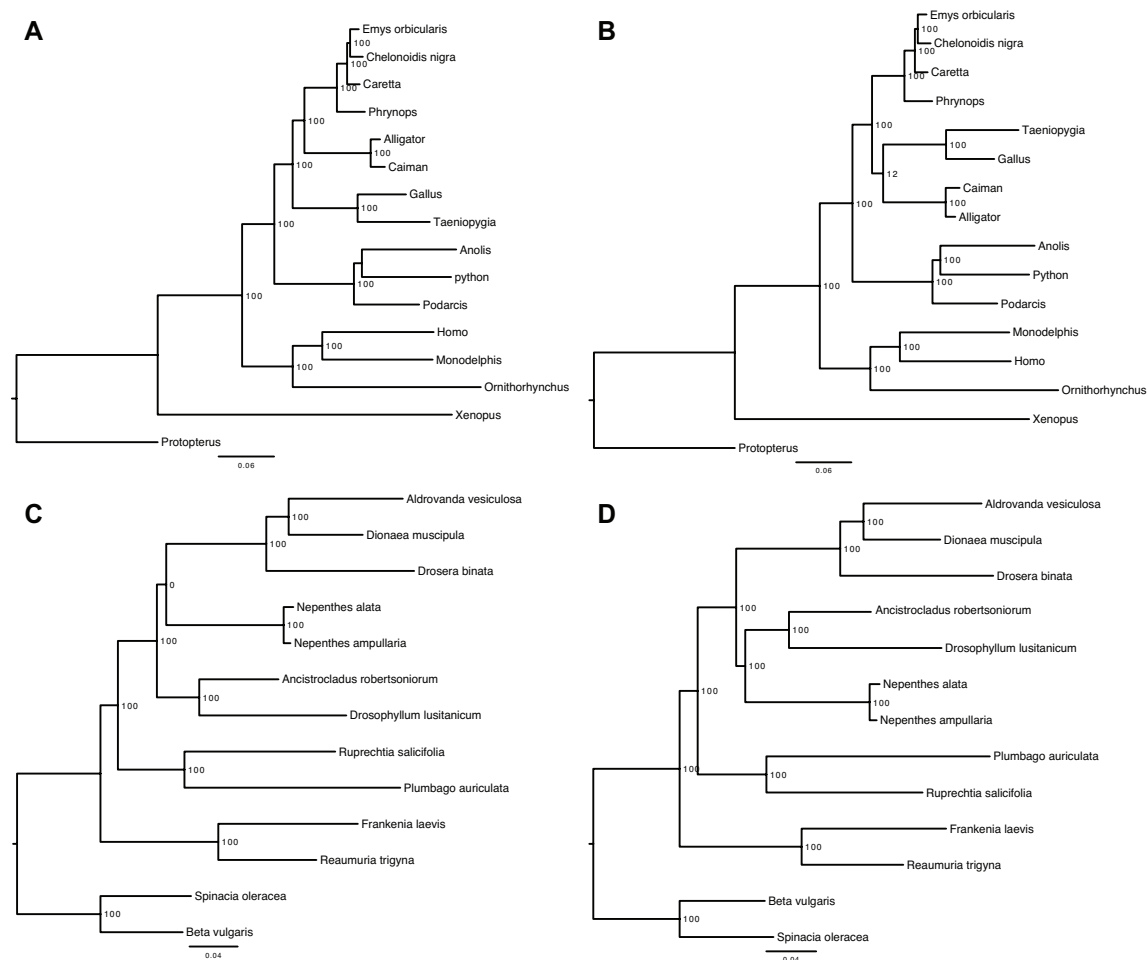 A
Emys orbicularis
100
Chelonoidis nigra
100
Caretta
100
Phrynops
100
Alligator
100
Caiman
100
Gallus
100
Taeniopygia
100
Anolis
python
100
Podarcis
100
Homo
100
Monodelphis
100
Ornithorhynchus
Xenopus
Protopterus
0.06
B
Emys orbicularis
100
Chelonoidis nigra
100
Caretta
100
Phrynops
100
Taeniopygia
100
Gallus
12
Caiman
100
Alligator
100
Anolis
100
Python
100
Podarcis
100
Monodelphis
100
Homo
100
Ornithorhynchus
Xenopus
Protopterus
0.06
C
Aldrovanda vesiculosa
100
Dionaea muscipula
100
Drosera binata
0
Nepenthes alata
100
Nepenthes ampullaria
100
Ancistrocladus robertsoniorum
100
Drosophyllum lusitanicum
100
Ruprechtia salicifolia
100
Plumbago auriculata
Frankenia laevis
100
Reaumuria trigyna
Spinacia oleracea
100
Beta vulgaris
0.04
D
Aldrovanda vesiculosa
100
Dionaea muscipula
100
Drosera binata
100
Ancistrocladus robertsoniorum
100
Drosophyllum lusitanicum
100
Nepenthes alata
100
Nepenthes ampullaria
100
Plumbago auriculata
100
100
Ruprechtia salicifolia
Frankenia laevis
100
Reaumuria trigyna
Beta vulgaris
100
Spinacia oleracea
0.04